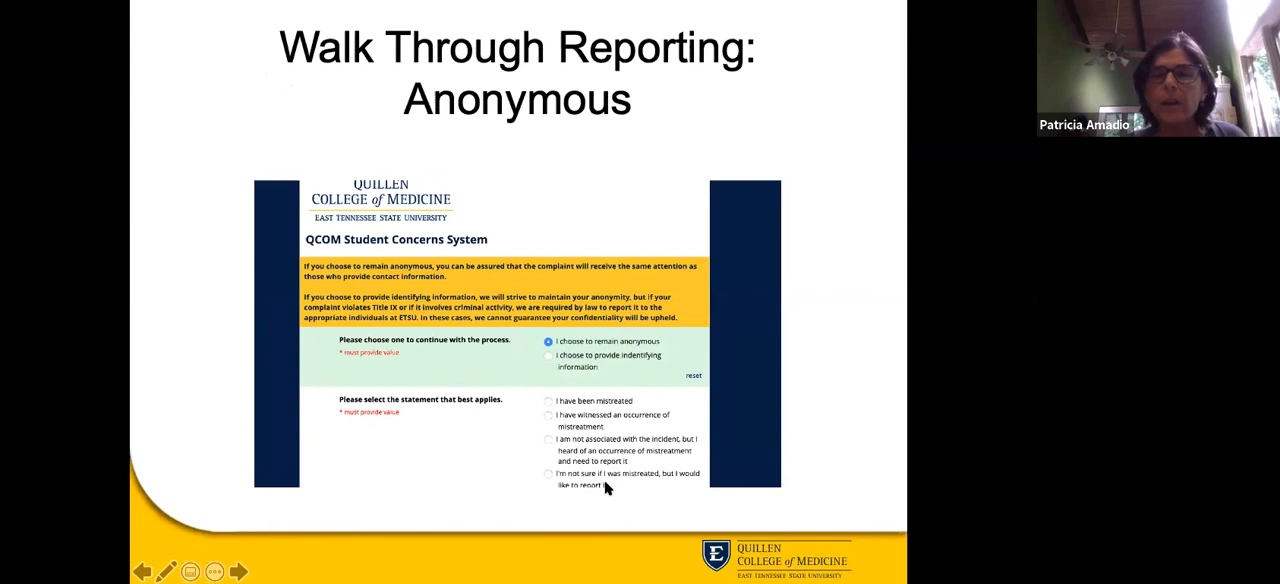 Walk Through Reporting:
Anonymous
Patricia Amadio
QUILLEN
COLLEGE of MEDICINE
EAST TENNESSEE STATE UNIVERSITY
QCOM Student Concerns System
If you choose to remain anonymous, you can be assured that the complaint will receive the same attention as
those who provide contact information.
If you choose to provide identifying information, we will strive to maintain your anonymity, but if your
complaint violates Title IX or if it involves criminal activity, we are required by law to report it to the
appropriate individuals at ETSU. In these cases, we cannot guarantee your confidentiality will be upheld.
Please choose one to continue with the process.
* must provide value
I choose to remain anonymous
I choose to provide indentifying
information
reset
Please select the statement that best applies.
* must provide value
I have been mistreated
I have witnessed an occurrence of
mistreatment
I am not associated with the incident, but I
heard of an occurrence of mistreatment
and need to report it
I'm not sure if I was mistreated, but I would
like to report
E
QUILLEN
COLLEGE of MEDICINE
EAST TENNESSEE STATE UNIVERSITY